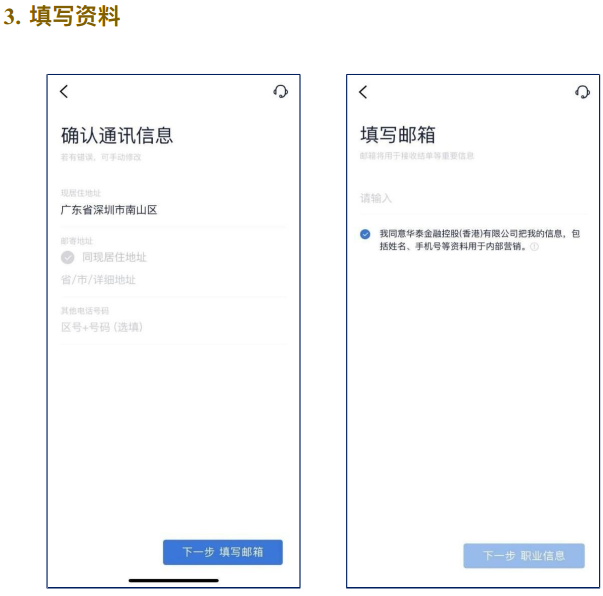 3. 填写资料
确认通讯信息
若有错误，可手动修改
现居住地址
广东省深圳市南山区
邮寄地址
同现居住地址
省/市/详细地址
其他电话号码
区号+号码 (选填)
下一步 填写邮箱
填写邮箱
邮箱将用于接收结单等重要信息
请输入
我同意华泰金融控股(香港)有限公司把我的信息，包
括姓名、手机号等资料用于内部营销。
下一步 职业信息